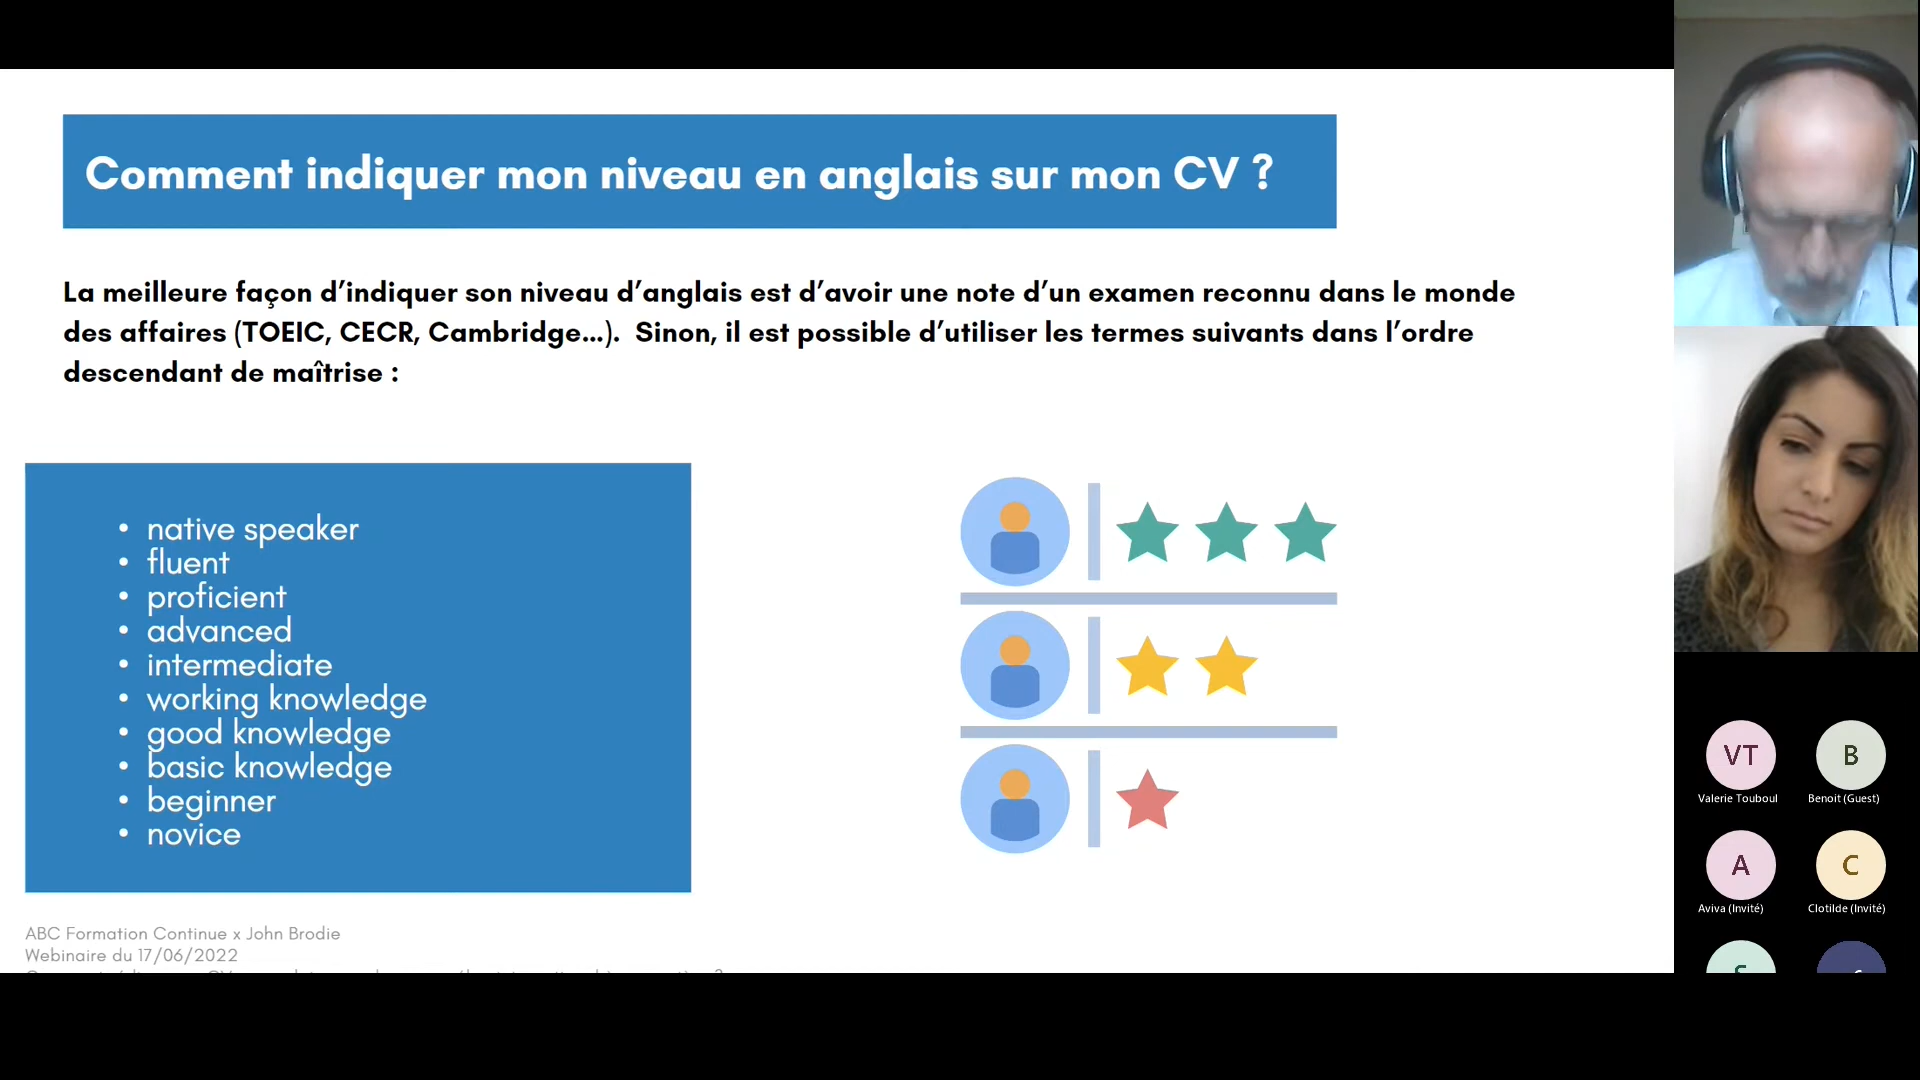 Comment indiquer mon niveau en anglais sur mon CV ?
La meilleure façon d’indiquer son niveau d’anglais est d’avoir une note d’un examen reconnu dans le monde
des affaires (TOEIC, CECR, Cambridge...).  Sinon, il est possible d’utiliser les termes suivants dans l’ordre
descendant de maîtrise :
• native speaker
• fluent
• proficient
• advanced
• intermediate
• working knowledge
• good knowledge
• basic knowledge
• beginner
• novice
ABC Formation Continue x John Brodie
Webinaire du 17/06/2022
VT
Valerie Touboul
B
Benoit (Guest)
A
Aviva (Invité)
C
Clotilde (Invité)